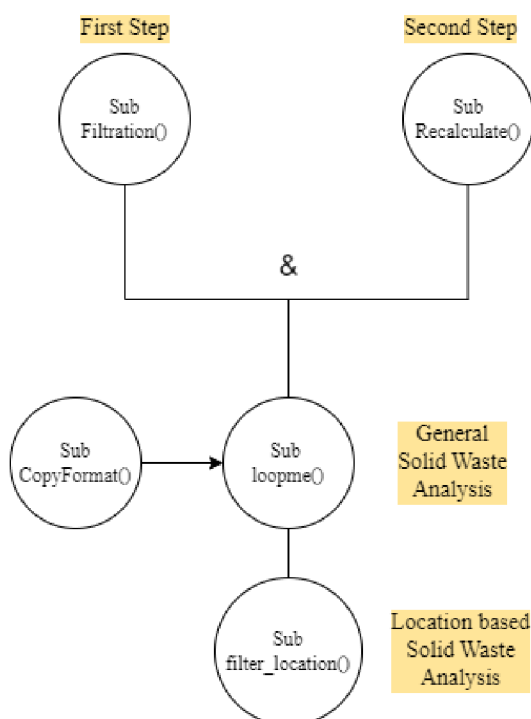 First Step
Second Step
Sub
Filtration()
Sub
Recalculate()
&
Sub
CopyFormat()
Sub
loopme()
General
Solid Waste
Analysis
Sub
filter_location()
Location based
Solid Waste
Analysis